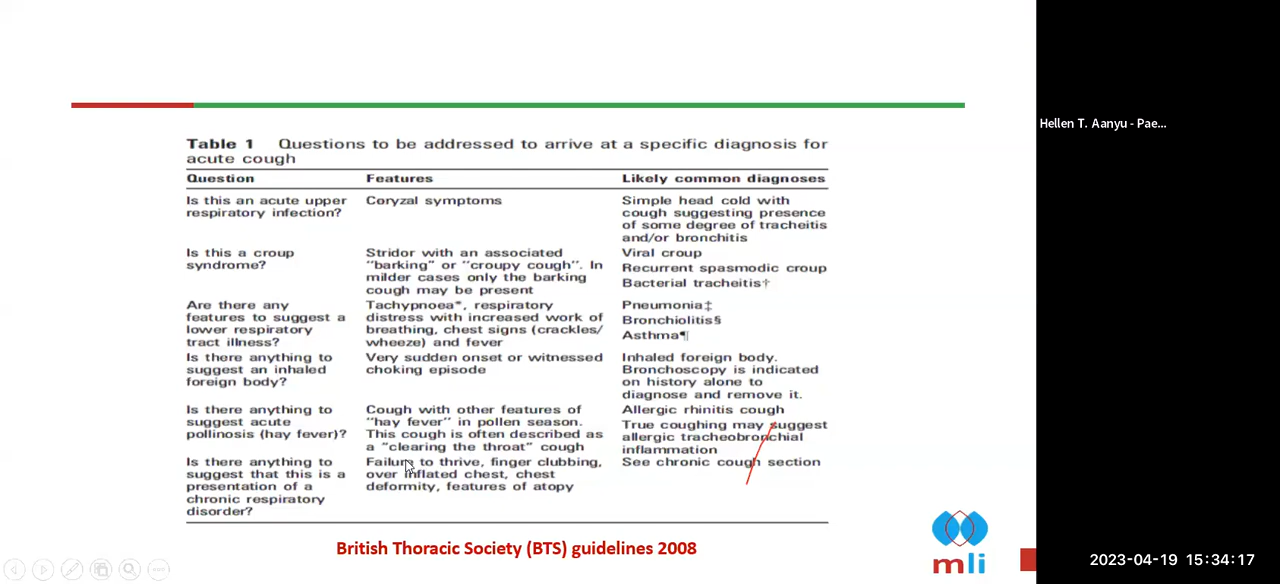 Hellen T. Aanyu - Pae...
Table 1 Questions to be addressed to arrive at a specific diagnosis for
acute cough
Question Features Likely common diagnoses
Is this an acute upper
respiratory infection?
Coryzal symptoms
Simple head cold with
cough suggesting presence
of some degree of tracheitis
and/or bronchitis
Is this a croup
syndrome?
Stridor with an associated
"barking" or "croupy cough". In
milder cases only the barking
cough may be present
Viral croup
Recurrent spasmodic croup
Bacterial tracheitis†
Are there any
features to suggest a
lower respiratory
tract illness?
Tachypnoea*, respiratory
distress with increased work of
breathing, chest signs (crackles/
wheeze) and fever
Pneumonia‡
Bronchiolitis§
Asthma¶
Is there anything to
suggest an inhaled
foreign body?
Very sudden onset or witnessed
choking episode
Inhaled foreign body.
Bronchoscopy is indicated
on history alone to
diagnose and remove it.
Is there anything to
suggest acute
pollinosis (hay fever)?
Cough with other features of
"hay fever" in pollen season.
This cough is often described as
a "clearing the throat" cough
Allergic rhinitis cough
True coughing may suggest
allergic tracheobronchial
inflammation
Is there anything to
suggest that this is a
presentation of a
chronic respiratory
disorder?
Failure to thrive, finger clubbing,
over inflated chest, chest
deformity, features of atopy
See chronic cough section
British Thoracic Society (BTS) guidelines 2008
mli
2023-04-19 15:34:17